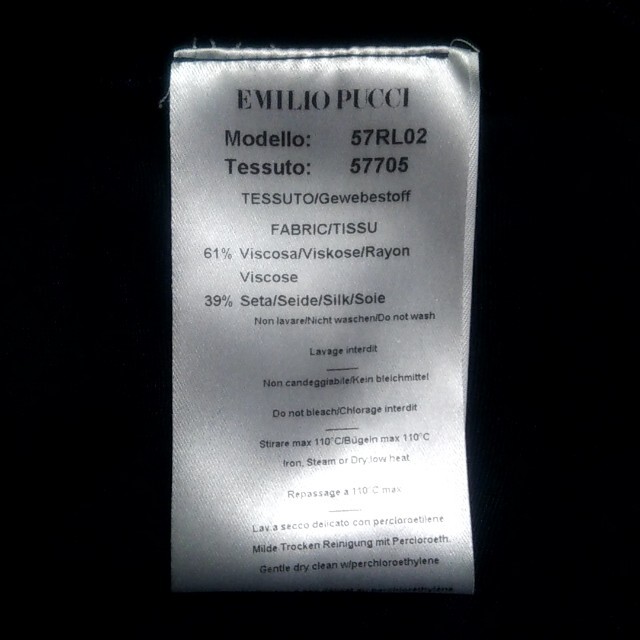 EMILIO PUCCI
Modello: 57RL02
Tessuto: 57705
TESSUTO/Gewebestoff
FABRIC/TISSU
61% Viscosa/Viskose/Rayon
Viscose
39% Seta/Seide/Silk/Soie
Non lavare/Nicht waschen/Do not wash
Lavage interdit
Non candeggiabile/Kein bleichmittel
Do not bleach/Chlorage interdit
Stirare max 110°C/Bügeln max 110°C
Iron, Steam or Dry low heat
Repassage a 110°C max
Lav.a secco delicato con percloroetilene
Milde Trocken Reinigung mit Percloroeth.
Gentle dry clean w/perchloroethylene